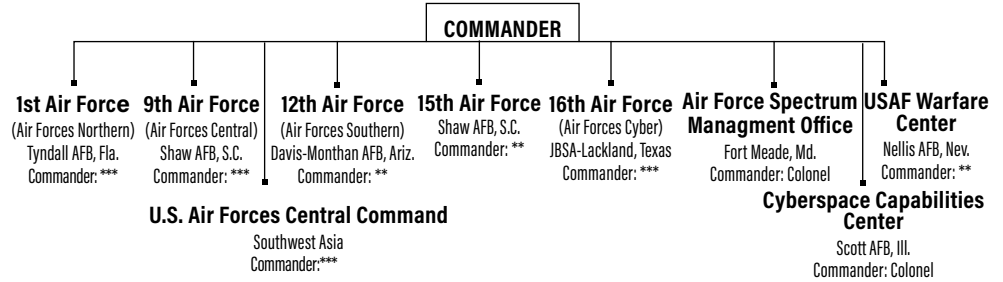 COMMANDER
1st Air Force
(Air Forces Northern)
Tyndall AFB, Fla.
Commander: ***
9th Air Force
(Air Forces Central)
Shaw AFB, S.C.
Commander: ***
12th Air Force
(Air Forces Southern)
Davis-Monthan AFB, Ariz.
Commander: **
15th Air Force
Shaw AFB, S.C.
Commander: **
16th Air Force
(Air Forces Cyber)
JBSA-Lackland, Texas
Commander: ***
Air Force Spectrum
Managment Office
Fort Meade, Md.
Commander: Colonel
USAF Warfare
Center
Nellis AFB, Nev.
Commander: **
U.S. Air Forces Central Command
Southwest Asia
Commander:***
Cyberspace Capabilities
Center
Scott AFB, Ill.
Commander: Colonel